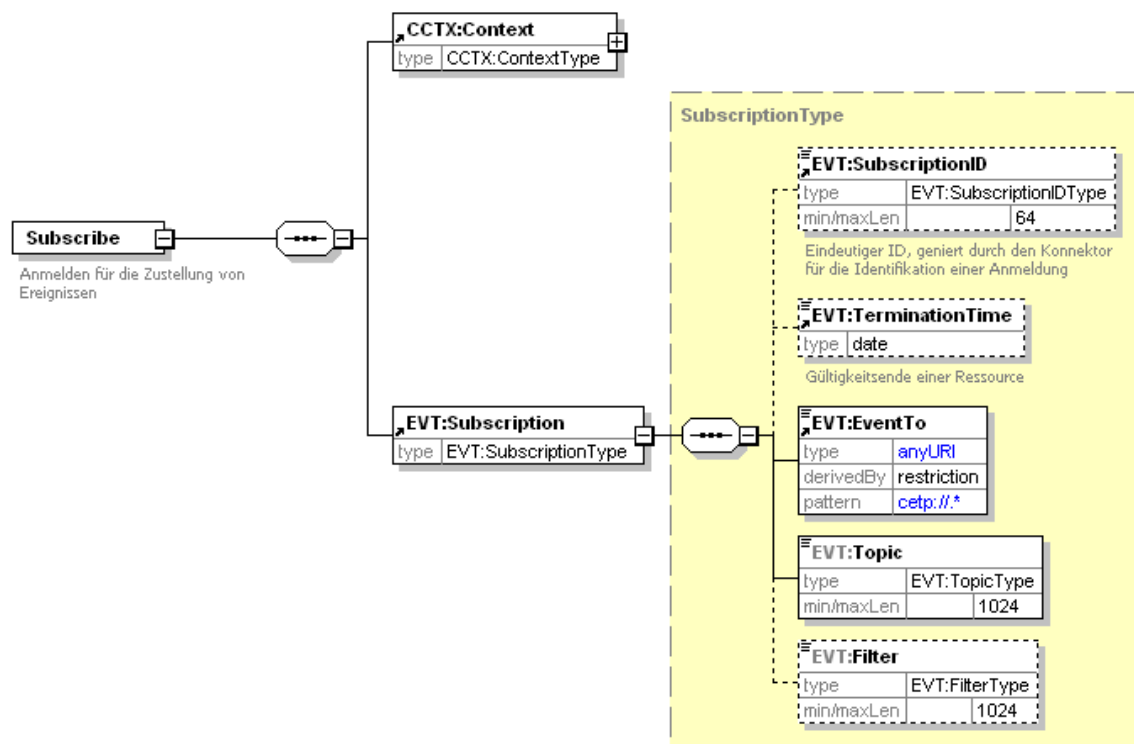 CCTX:Context
type CCTX:ContextType
SubscriptionType
EVT:SubscriptionID
type EVT:SubscriptionIDType
min/maxLen 64
Eindeutiger ID, geniert durch den Konnektor
für die Identifikation einer Anmeldung
Subscribe
Anmelden für die Zustellung von
Ereignissen
EVT:TerminationTime
type date
Gültigkeitsende einer Ressource
EVT:Subscription
type EVT:SubscriptionType
EVT:EventTo
type anyURI
derivedBy restriction
pattern cetp://.*
EVT:Topic
type EVT:TopicType
min/maxLen 1024
EVT:Filter
type EVT:FilterType
min/maxLen 1024